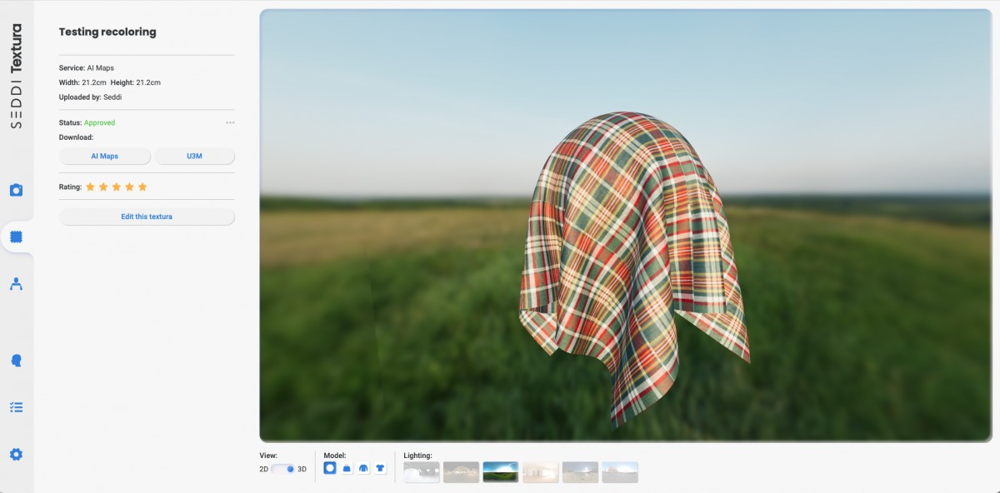 SEDDI Textura
Testing recoloring
Service: AI Maps
Width: 21.2cm Height: 21.2cm
Uploaded by: Seddi
Status: Approved
Download:
AI Maps U3M
Rating:
Edit this textura
View: Model: Lighting:
2D 3D